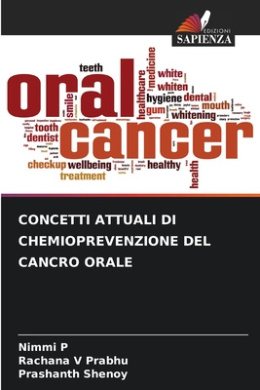 EDIZIONI
SAPIENZA
teeth
oral
smile
healthcare
medicine
white
whiten
hygiene dental
gum
mouth
whitening
tooth
dentist
cancer
checkup wellbeing
healthy
treatment
health
CONCETTI ATTUALI DI
CHEMIOPREVENZIONE DEL
CANCRO ORALE
Nimmi P
Rachana V Prabhu
Prashanth Shenoy